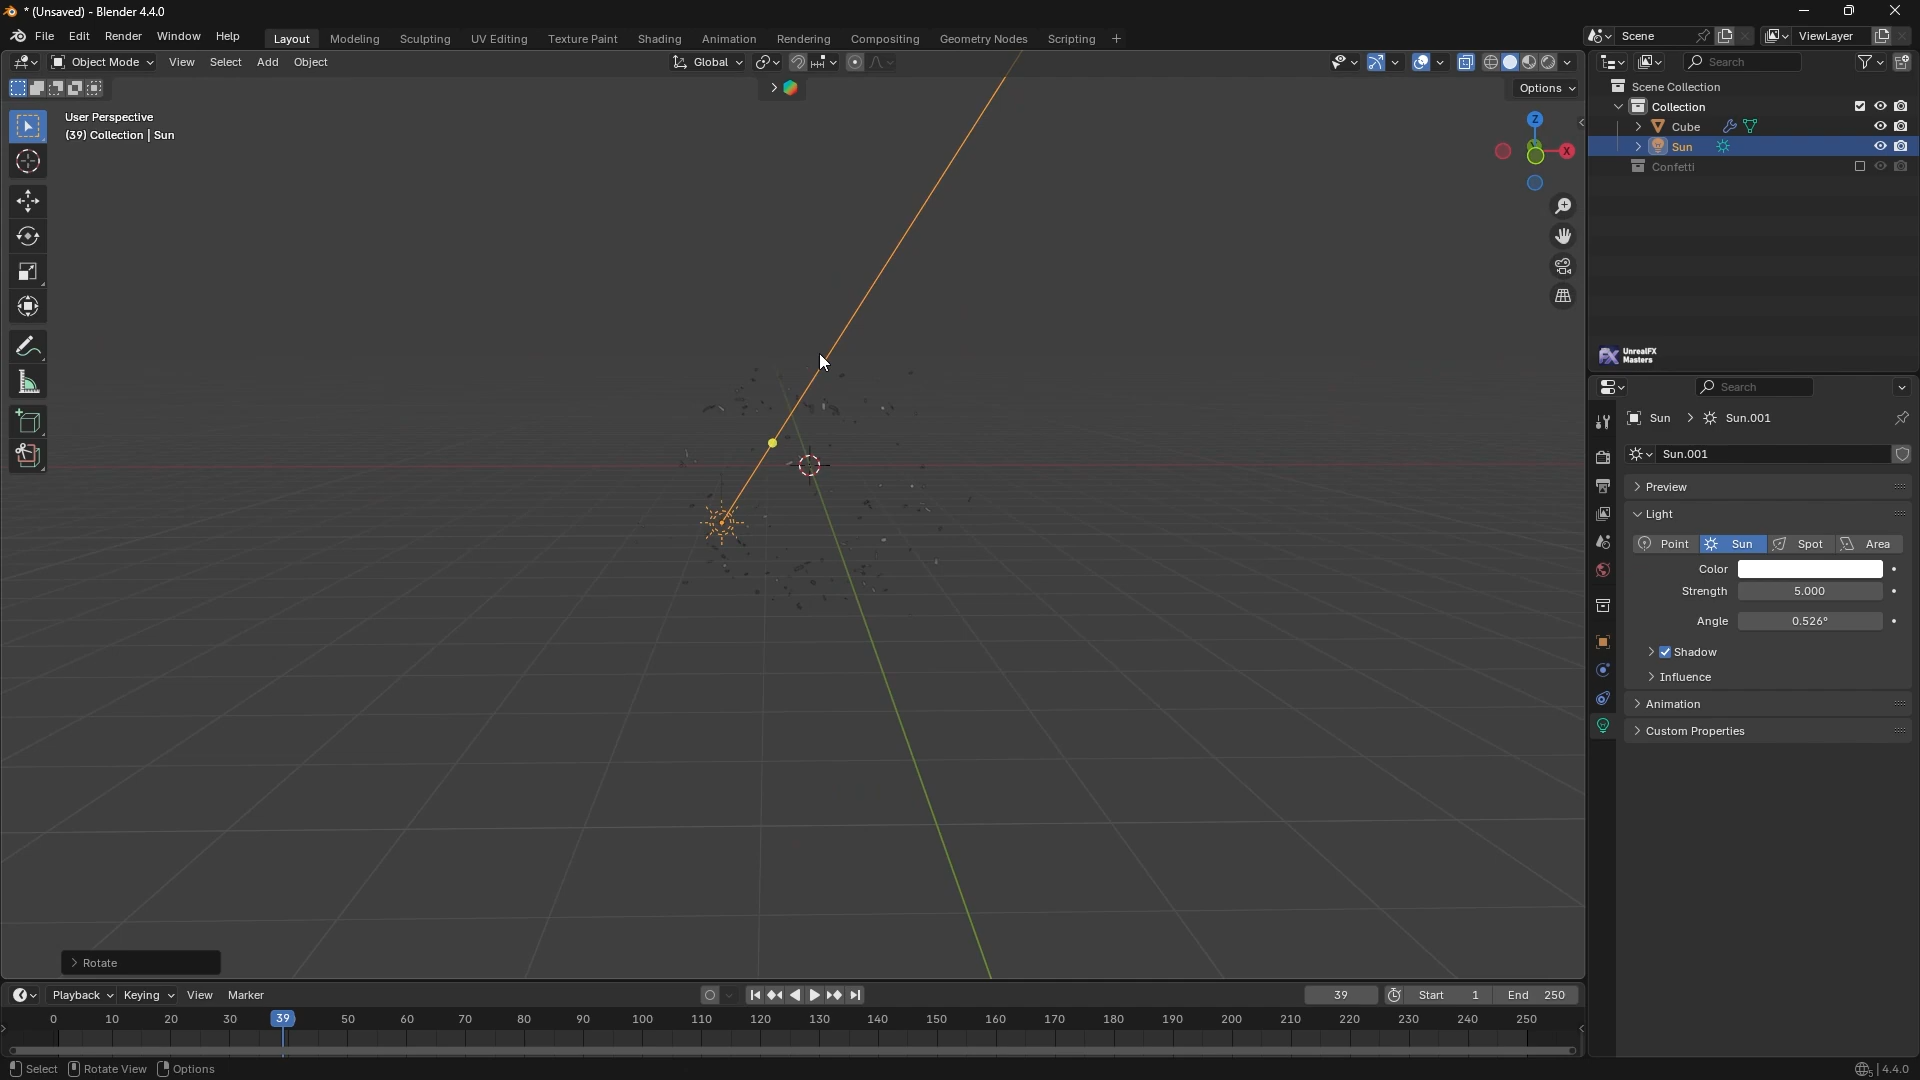 * (Unsaved) - Blender 4.4.0
File Edit Render Window Help
Layout Modeling Sculpting UV Editing Texture Paint Shading Animation Rendering Compositing Geometry Nodes Scripting +
Scene ViewLayer
Object Mode View Select Add Object Global
Options
Search
User Perspective
(39) Collection | Sun
Z
X
Scene Collection
Collection
Cube
Sun
Confetti
FX UnrealFX
Masters
Search
Sun > Sun.001
Sun.001
Preview
Light
Point Sun Spot Area
Color
Strength 5.000
Angle 0.526°
Shadow
Influence
Animation
Custom Properties
Rotate
Playback Keying View Marker 39 Start 1 End 250
0 10 20 30 39 50 60 70 80 90 100 110 120 130 140 150 160 170 180 190 200 210 220 230 240 250
Select Rotate View Options 5 | 4.4.0